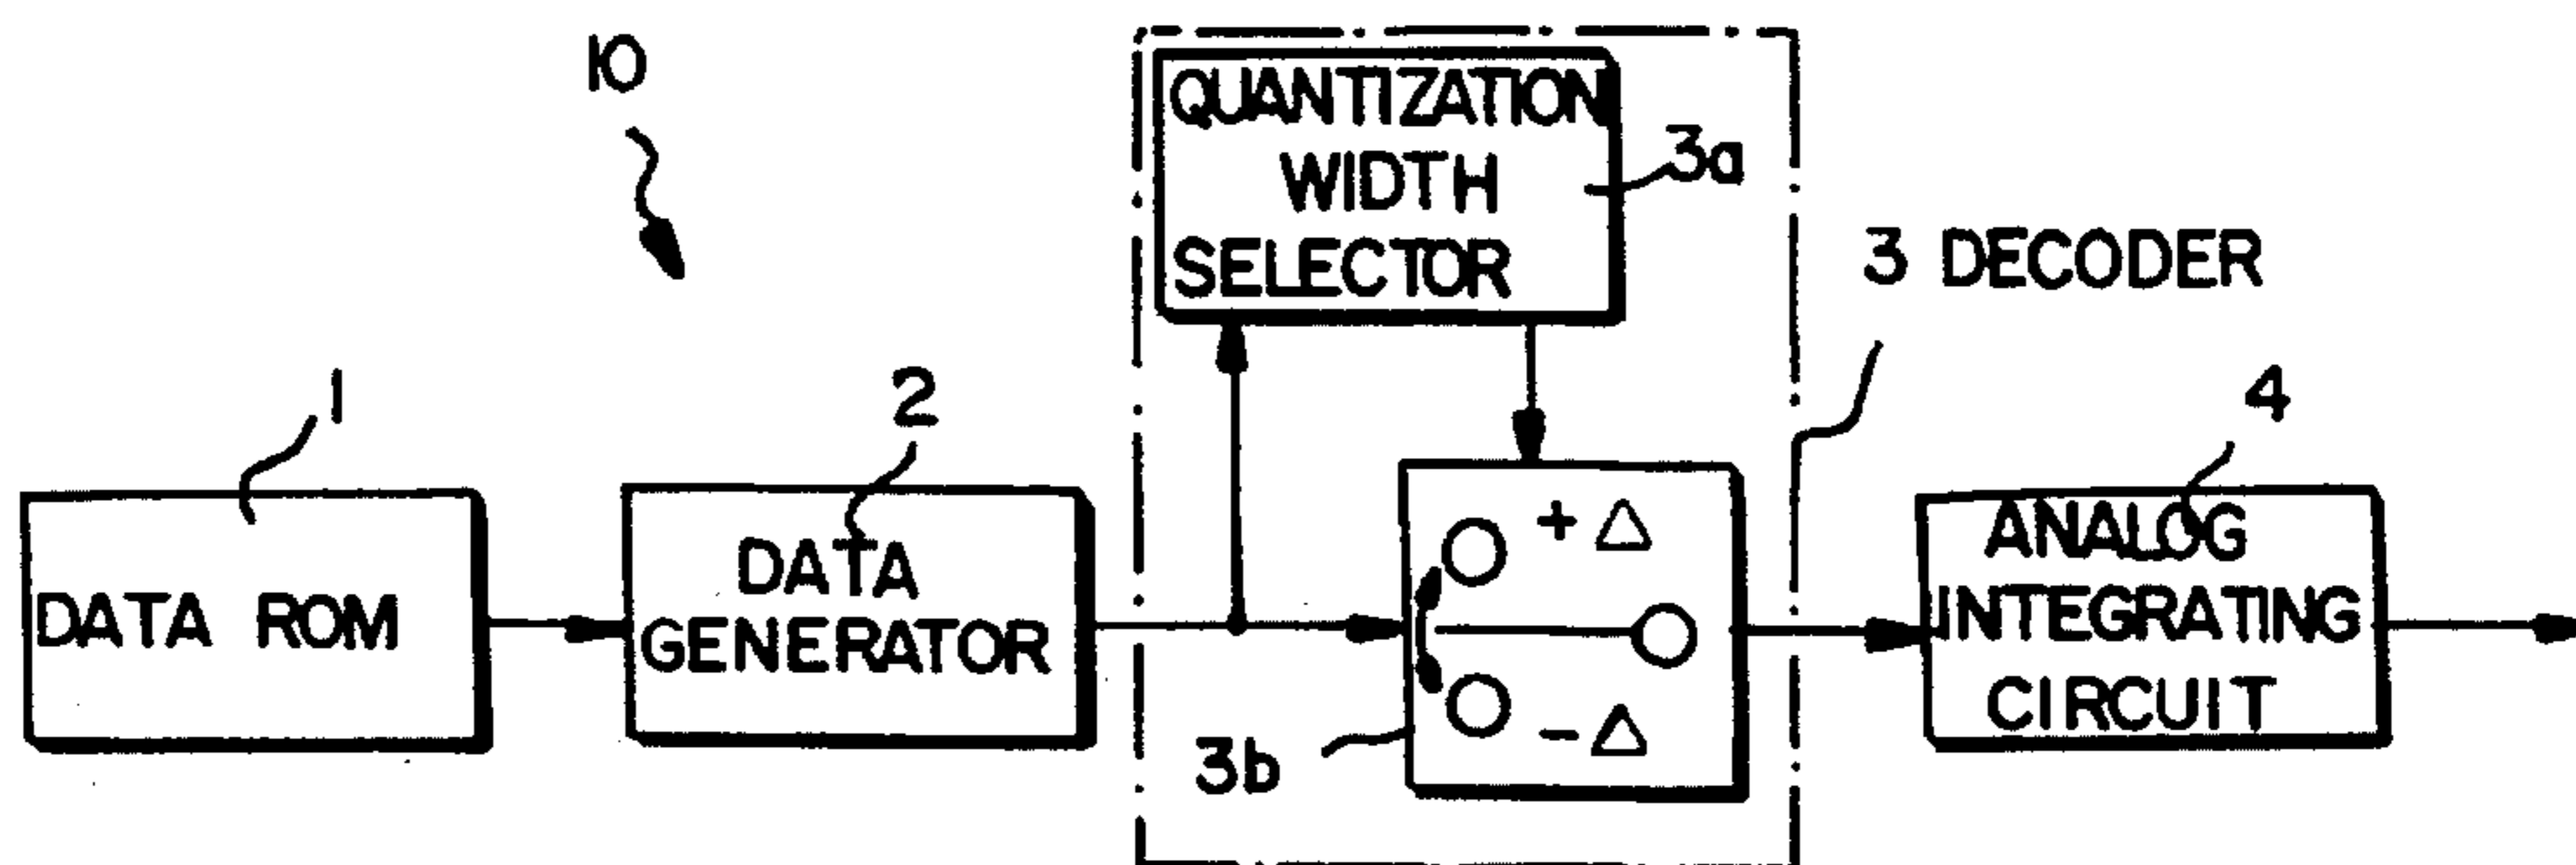 10
QUANTIZATION
WIDTH
SELECTOR
3a
3 DECODER
1
2
4
DATA ROM
DATA
GENERATOR
+ △
- △
3b
ANALOG
INTEGRATING
CIRCUIT